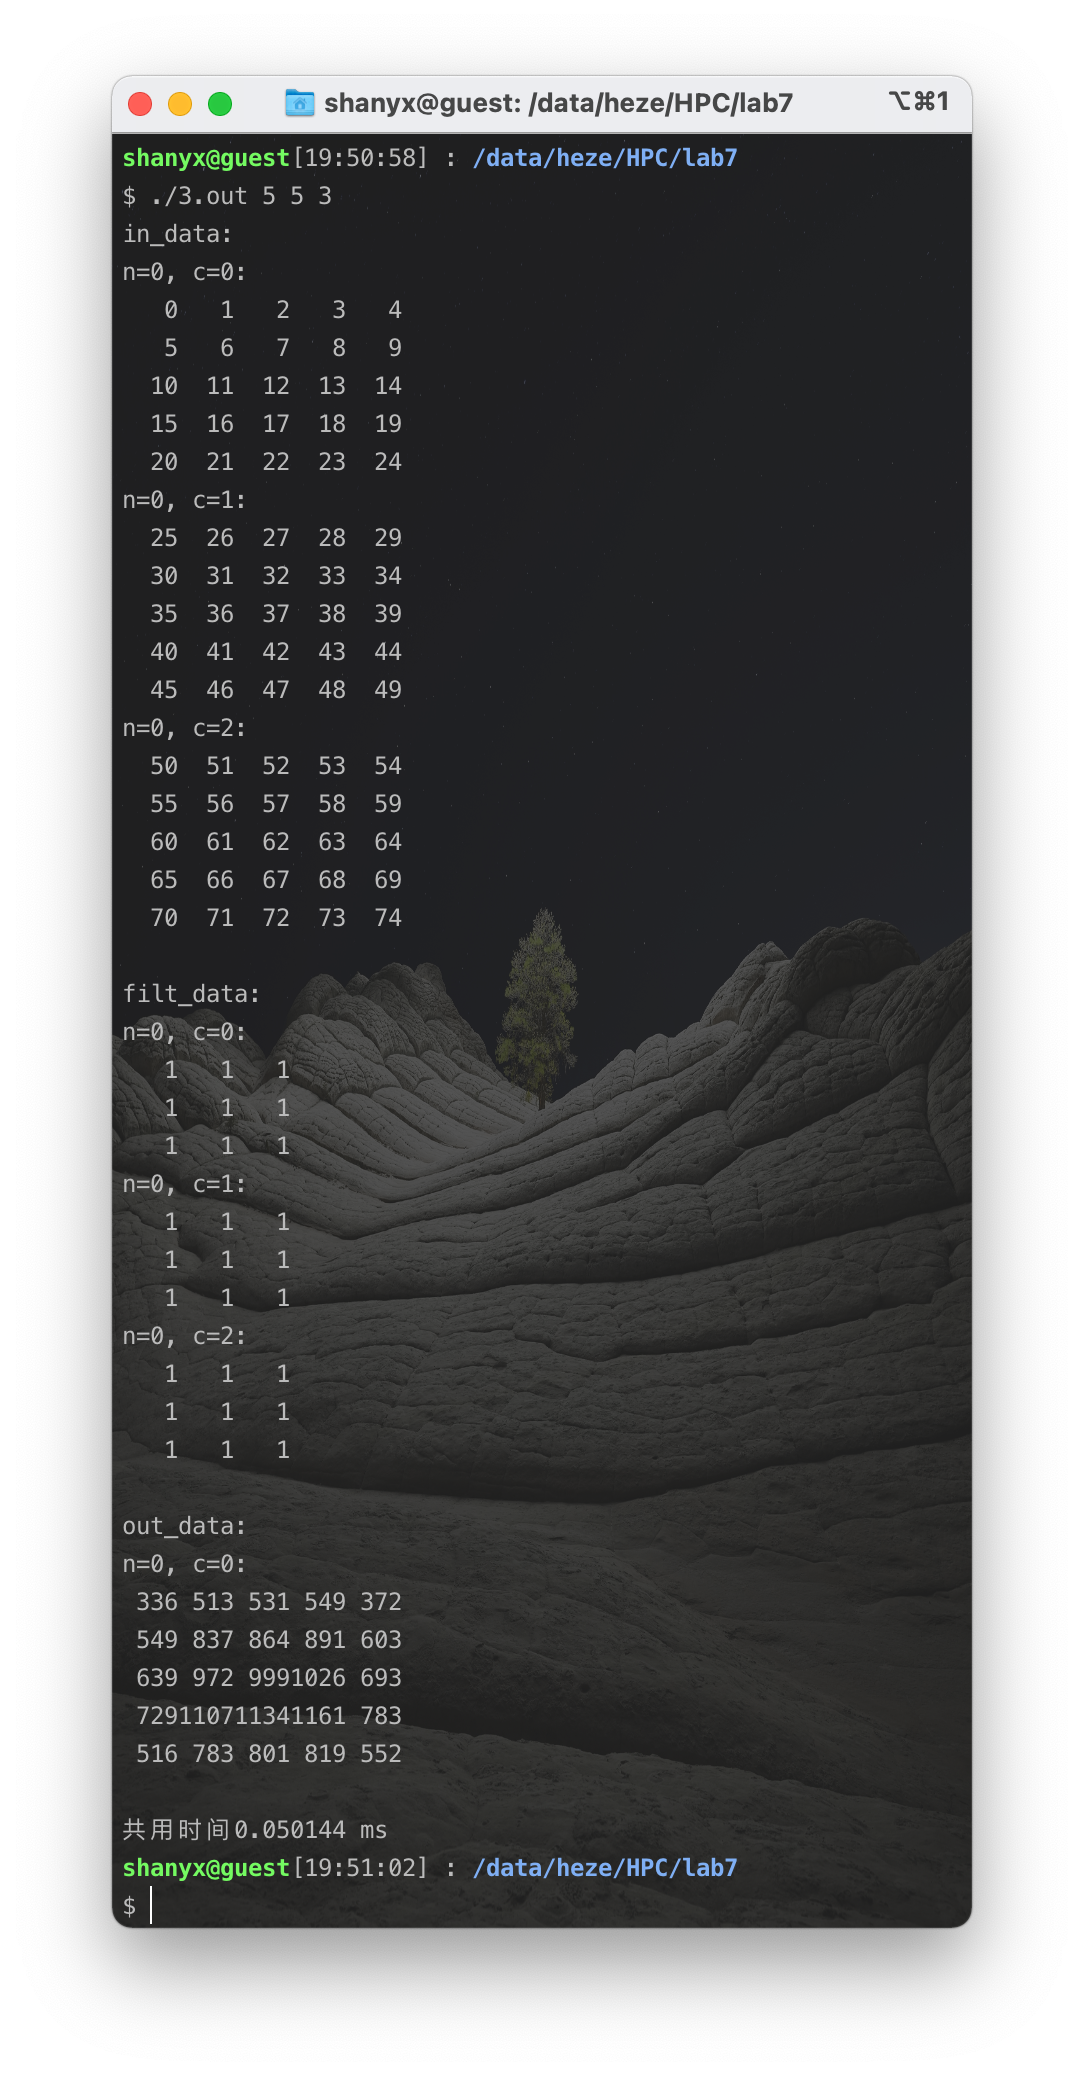 shanyx@guest: /data/heze/HPC/lab7 ⌥⌘1
shanyx@guest[19:50:58] : /data/heze/HPC/lab7
$ ./3.out 5 5 3
in_data:
n=0, c=0:
   0   1   2   3   4
   5   6   7   8   9
  10  11  12  13  14
  15  16  17  18  19
  20  21  22  23  24
n=0, c=1:
  25  26  27  28  29
  30  31  32  33  34
  35  36  37  38  39
  40  41  42  43  44
  45  46  47  48  49
n=0, c=2:
  50  51  52  53  54
  55  56  57  58  59
  60  61  62  63  64
  65  66  67  68  69
  70  71  72  73  74
filt_data:
n=0, c=0:
   1   1   1
   1   1   1
   1   1   1
n=0, c=1:
   1   1   1
   1   1   1
   1   1   1
n=0, c=2:
   1   1   1
   1   1   1
   1   1   1
out_data:
n=0, c=0:
 336 513 531 549 372
 549 837 864 891 603
 639 972 9991026 693
 729110711341161 783
 516 783 801 819 552
共用时间0.050144 ms
shanyx@guest[19:51:02] : /data/heze/HPC/lab7
$